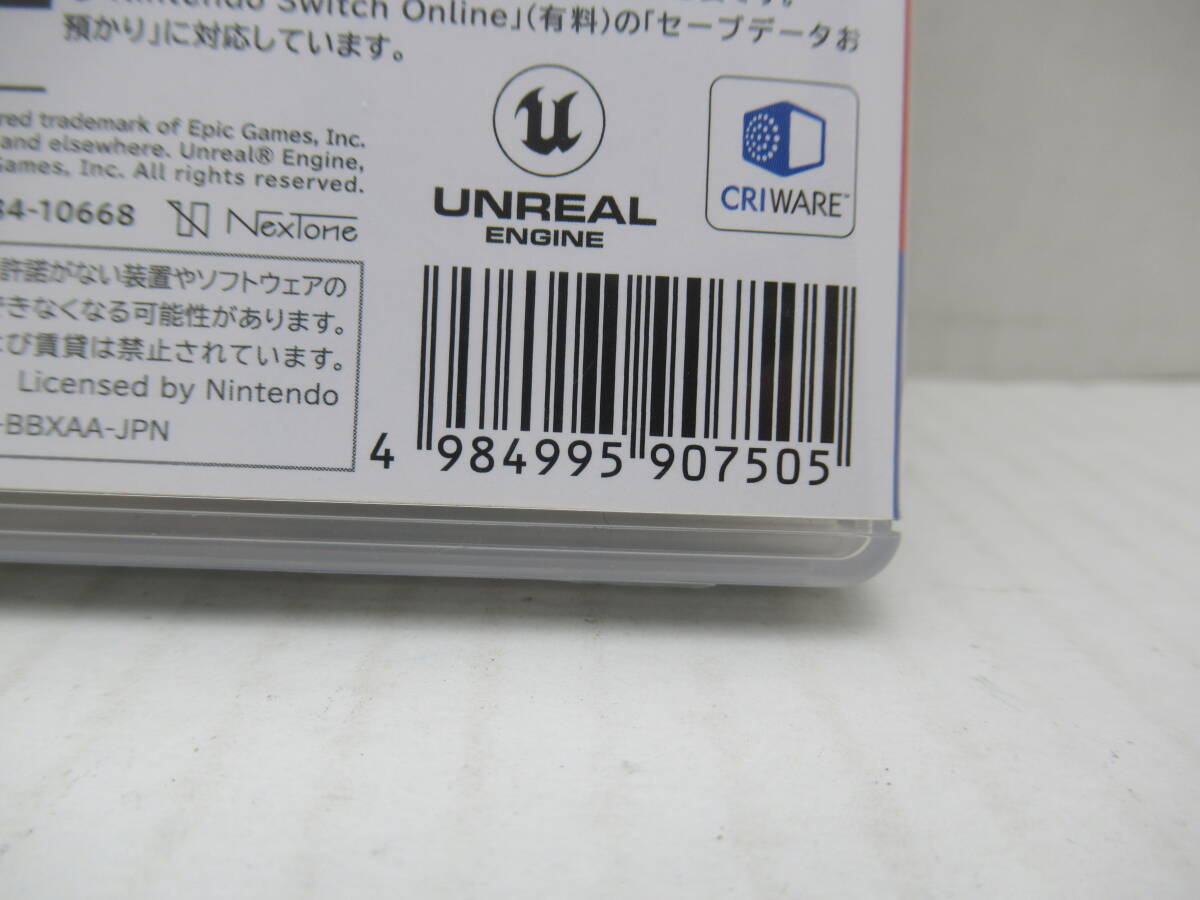 Nintendo Switch Online」(有料)の「セーブデータお
預かり」に対応しています。
red trademark of Epic Games, Inc.
and elsewhere. Unreal® Engine,
Games, Inc. All rights reserved.
84-10668 NexTone
UNREAL
ENGINE
CRIWARE™
許諾がない装置やソフトウェアの
できなくなる可能性があります。
よび賃貸は禁止されています。
Licensed by Nintendo
-BBXAA-JPN
4 984995 907505